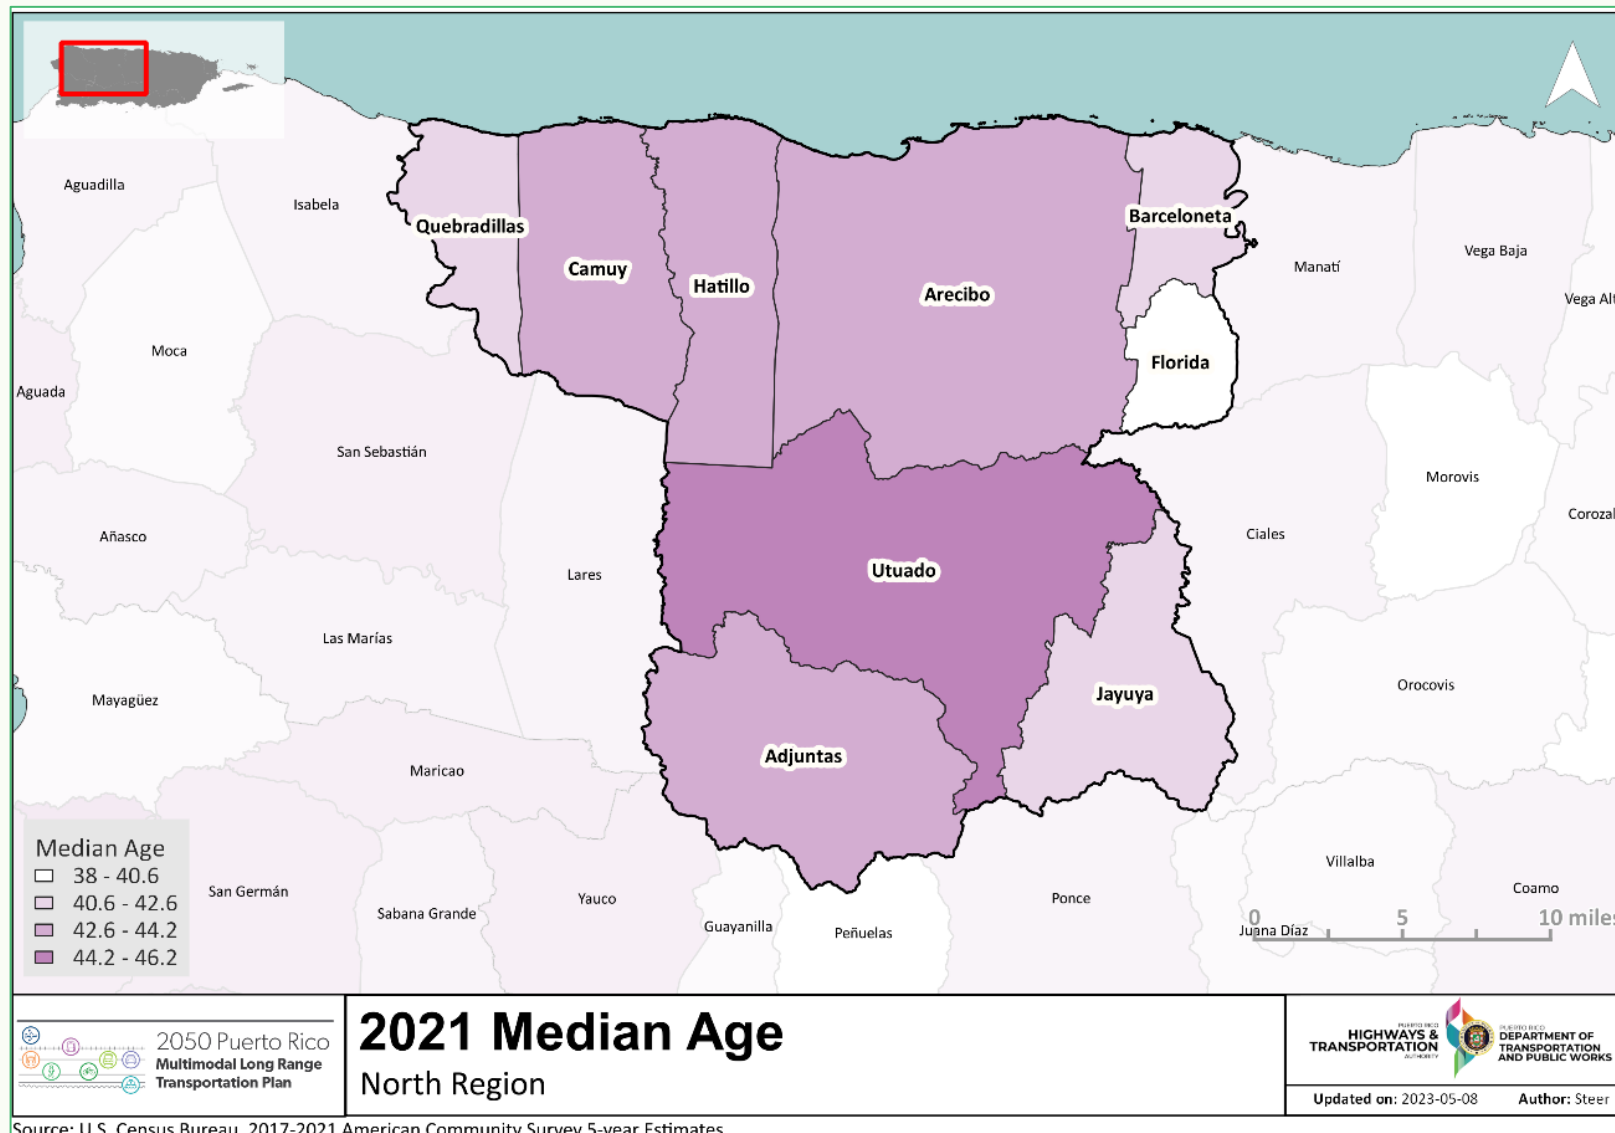 Aguadilla
Isabela
Quebradillas
Camuy
Hatillo
Arecibo
Barceloneta
Manatí
Vega Baja
Vega Alt
Moca
Aguada
Florida
San Sebastián
Morovis
Corozal
Añasco
Lares
Utuado
Ciales
Las Marías
Mayagüez
Jayuya
Orocovis
Maricao
Adjuntas
San Germán
Sabana Grande
Yauco
Guayanilla
Peñuelas
Ponce
Villalba
Coamo
Juana Díaz
0 5 10 miles
Median Age
38 - 40.6
40.6 - 42.6
42.6 - 44.2
44.2 - 46.2
2050 Puerto Rico
Multimodal Long Range
Transportation Plan
2021 Median Age
North Region
PUERTO RICO
HIGHWAYS &
TRANSPORTATION
AUTHORITY
PUERTO RICO
DEPARTMENT OF
TRANSPORTATION
AND PUBLIC WORKS
Updated on: 2023-05-08 Author: Steer
Source: U.S. Census Bureau, 2017-2021 American Community Survey 5-year Estimates